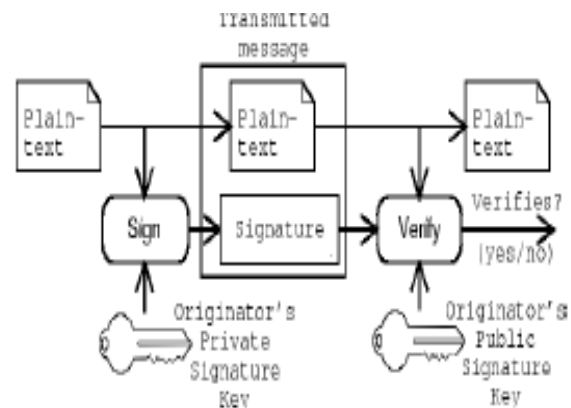 Transmitted
message
Plain-
text
Plain-
text
Plain-
text
Sign
Signature
Verify
Verifies?
(yes/no)
Originator's
Private
Signature
Key
Originator's
Public
Signature
Key